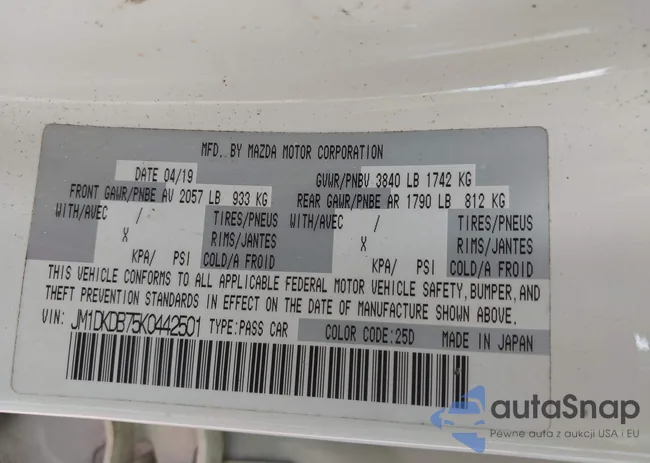 MFD. BY MAZDA MOTOR CORPORATION
DATE 04/19 GVWR/PNBV 3840 LB 1742 KG
FRONT GAWR/PNBE AV 2057 LB 933 KG REAR GAWR/PNBE AR 1790 LB 812 KG
WITH/AVEC / TIRES/PNEUS WITH/AVEC / TIRES/PNEUS
X RIMS/JANTES X RIMS/JANTES
KPA/ PSI COLD/A FROID KPA/ PSI COLD/A FROID
THIS VEHICLE CONFORMS TO ALL APPLICABLE FEDERAL MOTOR VEHICLE SAFETY, BUMPER, AND
THEFT PREVENTION STANDARDS IN EFFECT ON THE DATE OF MANUFACTURE SHOWN ABOVE.
VIN: JM1DKDB75K0442501 TYPE:PASS CAR COLOR CODE:25D MADE IN JAPAN
autaSnap
Pewne auta z aukcji USA i EU